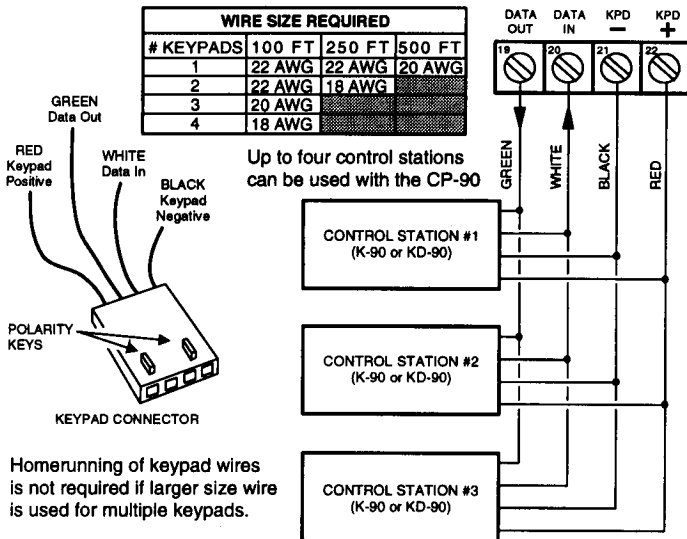 WIRE SIZE REQUIRED
# KEYPADS 100 FT 250 FT 500 FT
1 22 AWG 22 AWG 20 AWG
2 22 AWG 18 AWG
3 20 AWG
4 18 AWG
DATA OUT
DATA IN
KPD −
KPD +
19 20 21 22
GREEN
Data Out
RED
Keypad
Positive
WHITE
Data In
BLACK
Keypad
Negative
POLARITY
KEYS
KEYPAD CONNECTOR
Up to four control stations
can be used with the CP-90
GREEN
WHITE
BLACK
RED
CONTROL STATION #1
(K-90 or KD-90)
CONTROL STATION #2
(K-90 or KD-90)
CONTROL STATION #3
(K-90 or KD-90)
Homerunning of keypad wires
is not required if larger size wire
is used for multiple keypads.